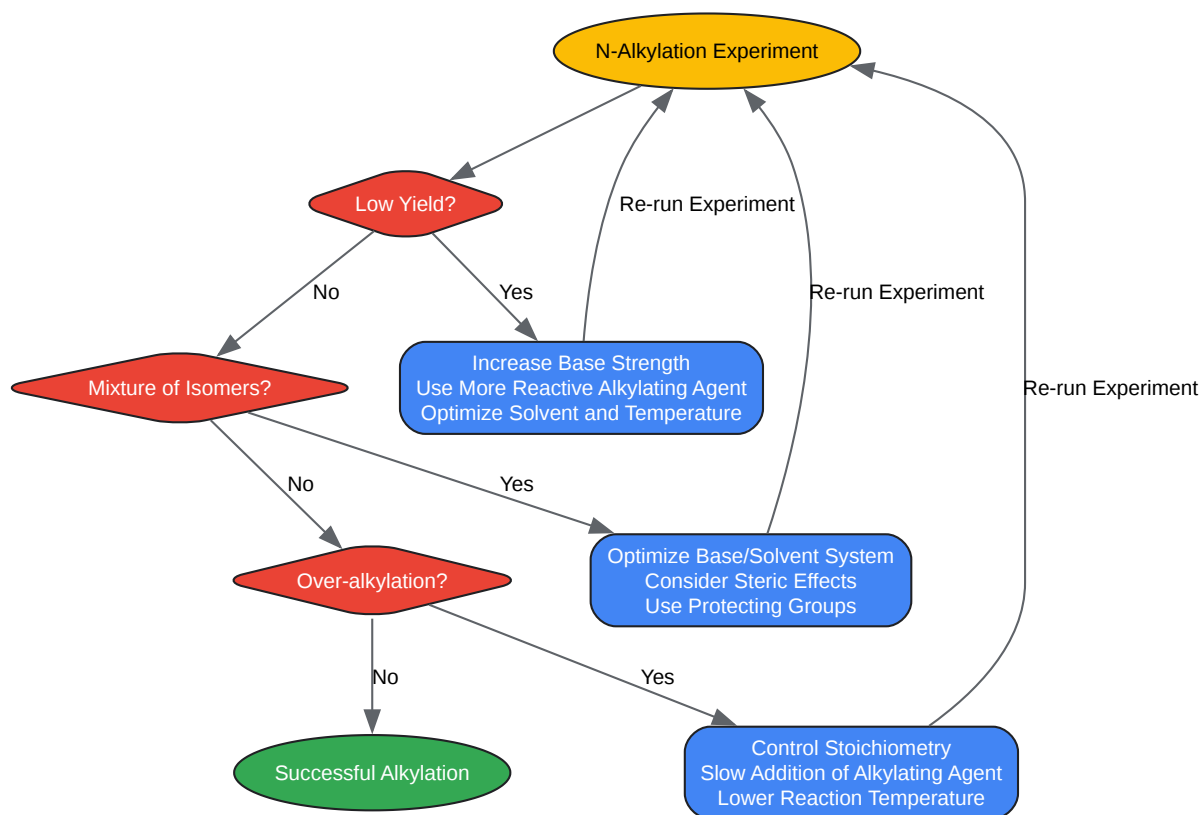 N-Alkylation Experiment
Low Yield?
Re-run Experiment
No
Yes
Re-run Experiment
Increase Base Strength
Use More Reactive Alkylating Agent
Optimize Solvent and Temperature
Mixture of Isomers?
Re-run Experiment
No
Yes
Optimize Base/Solvent System
Consider Steric Effects
Use Protecting Groups
Over-alkylation?
No
Yes
Control Stoichiometry
Slow Addition of Alkylating Agent
Lower Reaction Temperature
Successful Alkylation